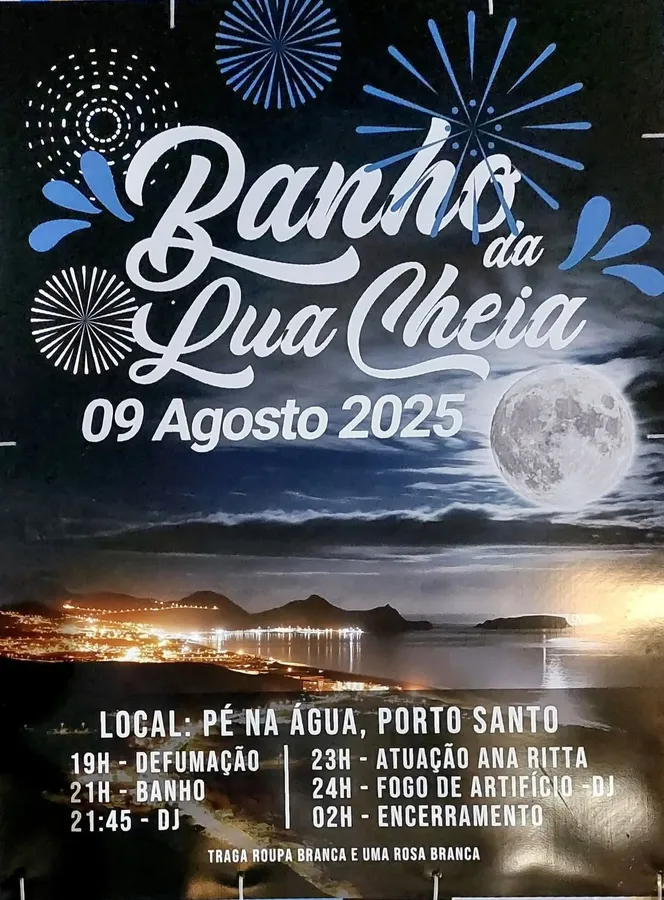 Banho
da
Lua Cheia
09 Agosto 2025
LOCAL: PÉ NA ÁGUA, PORTO SANTO
19H - DEFUMAÇÃO
21H - BANHO
21:45 - DJ
23H - ATUAÇÃO ANA RITTA
24H - FOGO DE ARTIFÍCIO -DJ
02H - ENCERRAMENTO
TRAGA ROUPA BRANCA E UMA ROSA BRANCA